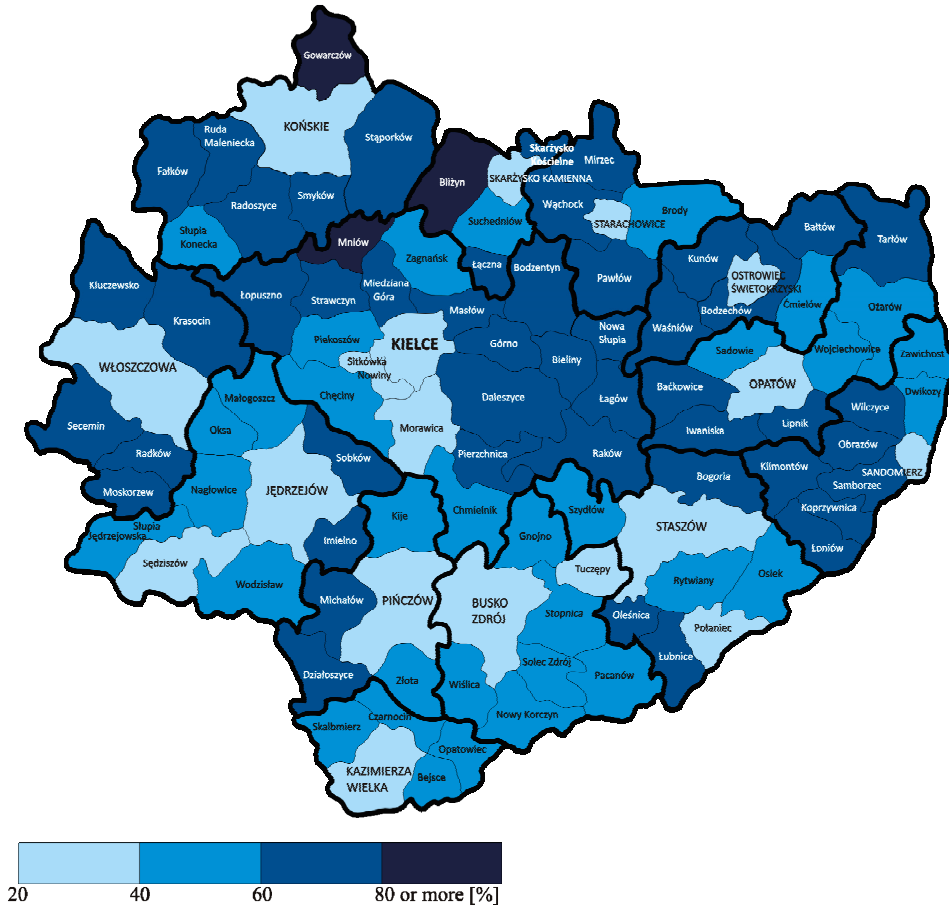 Gowarczów
KOŃSKIE
Ruda
Maleniecka
Stąporków
Fałków
Radoszyce
Smyków
Słupia
Konecka
Bliżyn
Skarżysko
Kościelne
Mirzec
SKARŻYSKO KAMIENNA
Wąchock
Suchedniów
STARACHOWICE
Brody
Mniów
Zagnańsk
Łączna
Bodzentyn
Pawłów
Kunów
Bałtów
Tarłów
OSTROWIEC
ŚWIETOKRZYSKI
Ćmielów
Ożarów
Bodzechów
Waśniów
Kluczewsko
Krasocin
Łopuszno
Strawczyn
Miedziana
Góra
Masłów
Piekoszów
KIELCE
Górno
Bieliny
Nowa
Słupia
Sadowie
Wojciechowice
Zawichost
WŁOSZCZOWA
Sitkówka
Nowiny
Chęciny
Daleszyce
Łagów
Baćkowice
OPATÓW
Dwikozy
Małogoszcz
Oksa
Morawica
Iwaniska
Lipnik
Wilczyce
Secemin
Radków
Sobków
Pierzchnica
Raków
Obrazów
Moskorzew
Nagłowice
JĘDRZEJÓW
Bogoria
Klimontów
SANDOMIERZ
Samborzec
Kije
Chmielnik
Szydłów
Koprzywnica
Słupia
Jędrzejowska
Imielno
Gnojno
STASZÓW
Łoniów
Sędziszów
Wodzisław
Tuczępy
Rytwiany
Osiek
Michałów
PIŃCZÓW
BUSKO
ZDRÓJ
Stopnica
Oleśnica
Połaniec
Łubnice
Działoszyce
Złota
Wiślica
Solec Zdrój
Pacanów
Nowy Korczyn
Skalbmierz
Czarnocin
Opatowiec
KAZIMIERZA
WIELKA
Bejsce
20 40 60 80 or more [%]